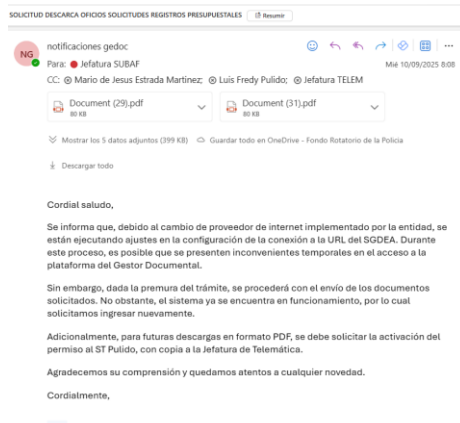 SOLICITUD DESCARGA OFICIOS SOLICITUDES REGISTROS PRESUPUESTALES Resumir
NG
notificaciones gedoc
Para: Jefatura SUBAF
Mié 10/09/2025 8:08
CC: Mario de Jesus Estrada Martinez; Luis Fredy Pulido; Jefatura TELEM
Document (29).pdf
80 KB
Document (31).pdf
80 KB
Mostrar los 5 datos adjuntos (399 KB) Guardar todo en OneDrive - Fondo Rotatorio de la Policia
Descargar todo
Cordial saludo,
Se informa que, debido al cambio de proveedor de internet implementado por la entidad, se
están ejecutando ajustes en la configuración de la conexión a la URL del SGDEA. Durante
este proceso, es posible que se presenten inconvenientes temporales en el acceso a la
plataforma del Gestor Documental.
Sin embargo, dada la premura del trámite, se procederá con el envío de los documentos
solicitados. No obstante, el sistema ya se encuentra en funcionamiento, por lo cual
solicitamos ingresar nuevamente.
Adicionalmente, para futuras descargas en formato PDF, se debe solicitar la activación del
permiso al ST Pulido, con copia a la Jefatura de Telemática.
Agradecemos su comprensión y quedamos atentos a cualquier novedad.
Cordialmente,